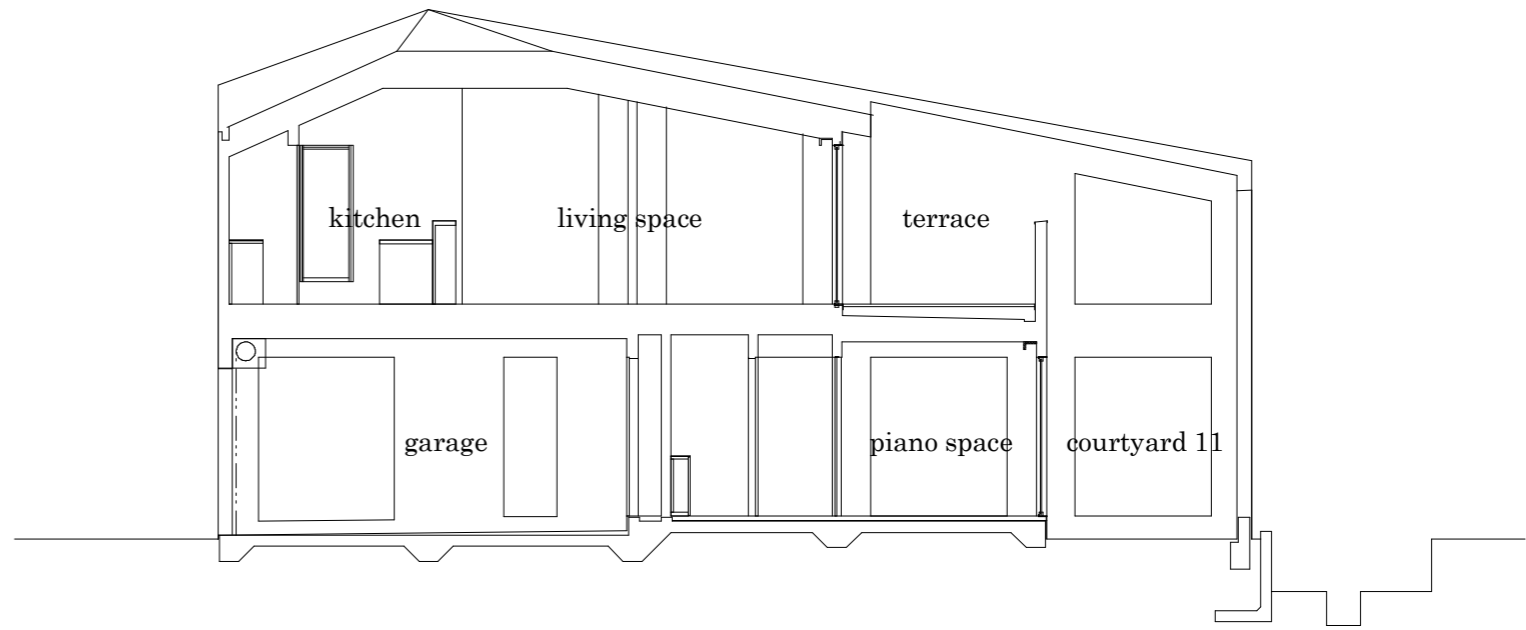 kitchen
living space
terrace
garage
piano space
courtyard 11